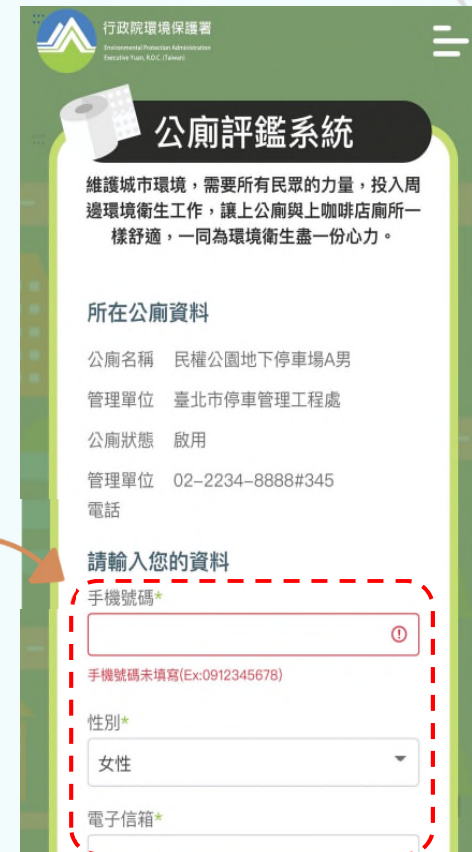 行政院環境保護署
Environmental Protection Administration
Executive Yuan, R.O.C. (Taiwan)
公廁評鑑系統
維護城市環境，需要所有民眾的力量，投入周
邊環境衛生工作，讓上公廁與上咖啡店廁所一
樣舒適，一同為環境衛生盡一份心力。
所在公廁資料
公廁名稱 民權公園地下停車場A男
管理單位 臺北市停車管理工程處
公廁狀態 啟用
管理單位 02-2234-8888#345
電話
請輸入您的資料
手機號碼*
手機號碼未填寫(Ex:0912345678)
性別*
女性
電子信箱*